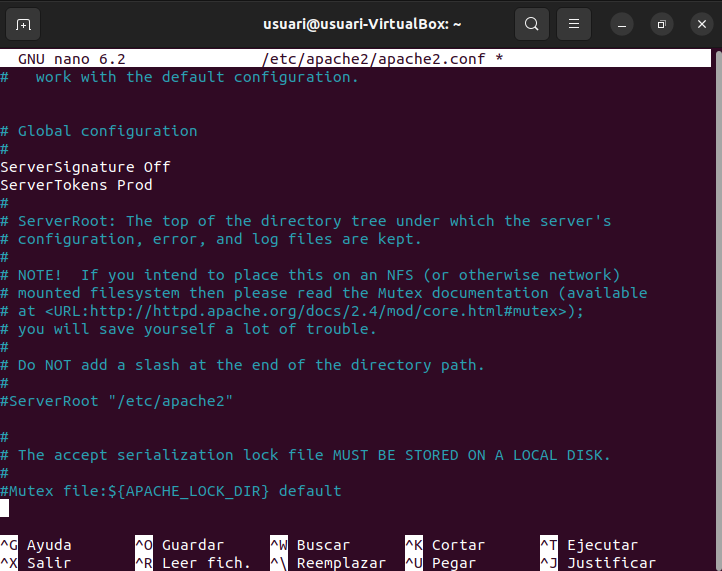 usuari@usuari-VirtualBox: ~
GNU nano 6.2 /etc/apache2/apache2.conf *
#   work with the default configuration.
# Global configuration
#
ServerSignature Off
ServerTokens Prod
#
# ServerRoot: The top of the directory tree under which the server's
# configuration, error, and log files are kept.
#
# NOTE!  If you intend to place this on an NFS (or otherwise network)
# mounted filesystem then please read the Mutex documentation (available
# at <URL:http://httpd.apache.org/docs/2.4/mod/core.html#mutex>);
# you will save yourself a lot of trouble.
#
# Do NOT add a slash at the end of the directory path.
#
#ServerRoot "/etc/apache2"
#
# The accept serialization lock file MUST BE STORED ON A LOCAL DISK.
#
#Mutex file:${APACHE_LOCK_DIR} default
^G Ayuda ^O Guardar ^W Buscar ^K Cortar ^T Ejecutar
^X Salir ^R Leer fich. ^\ Reemplazar ^U Pegar ^J Justificar